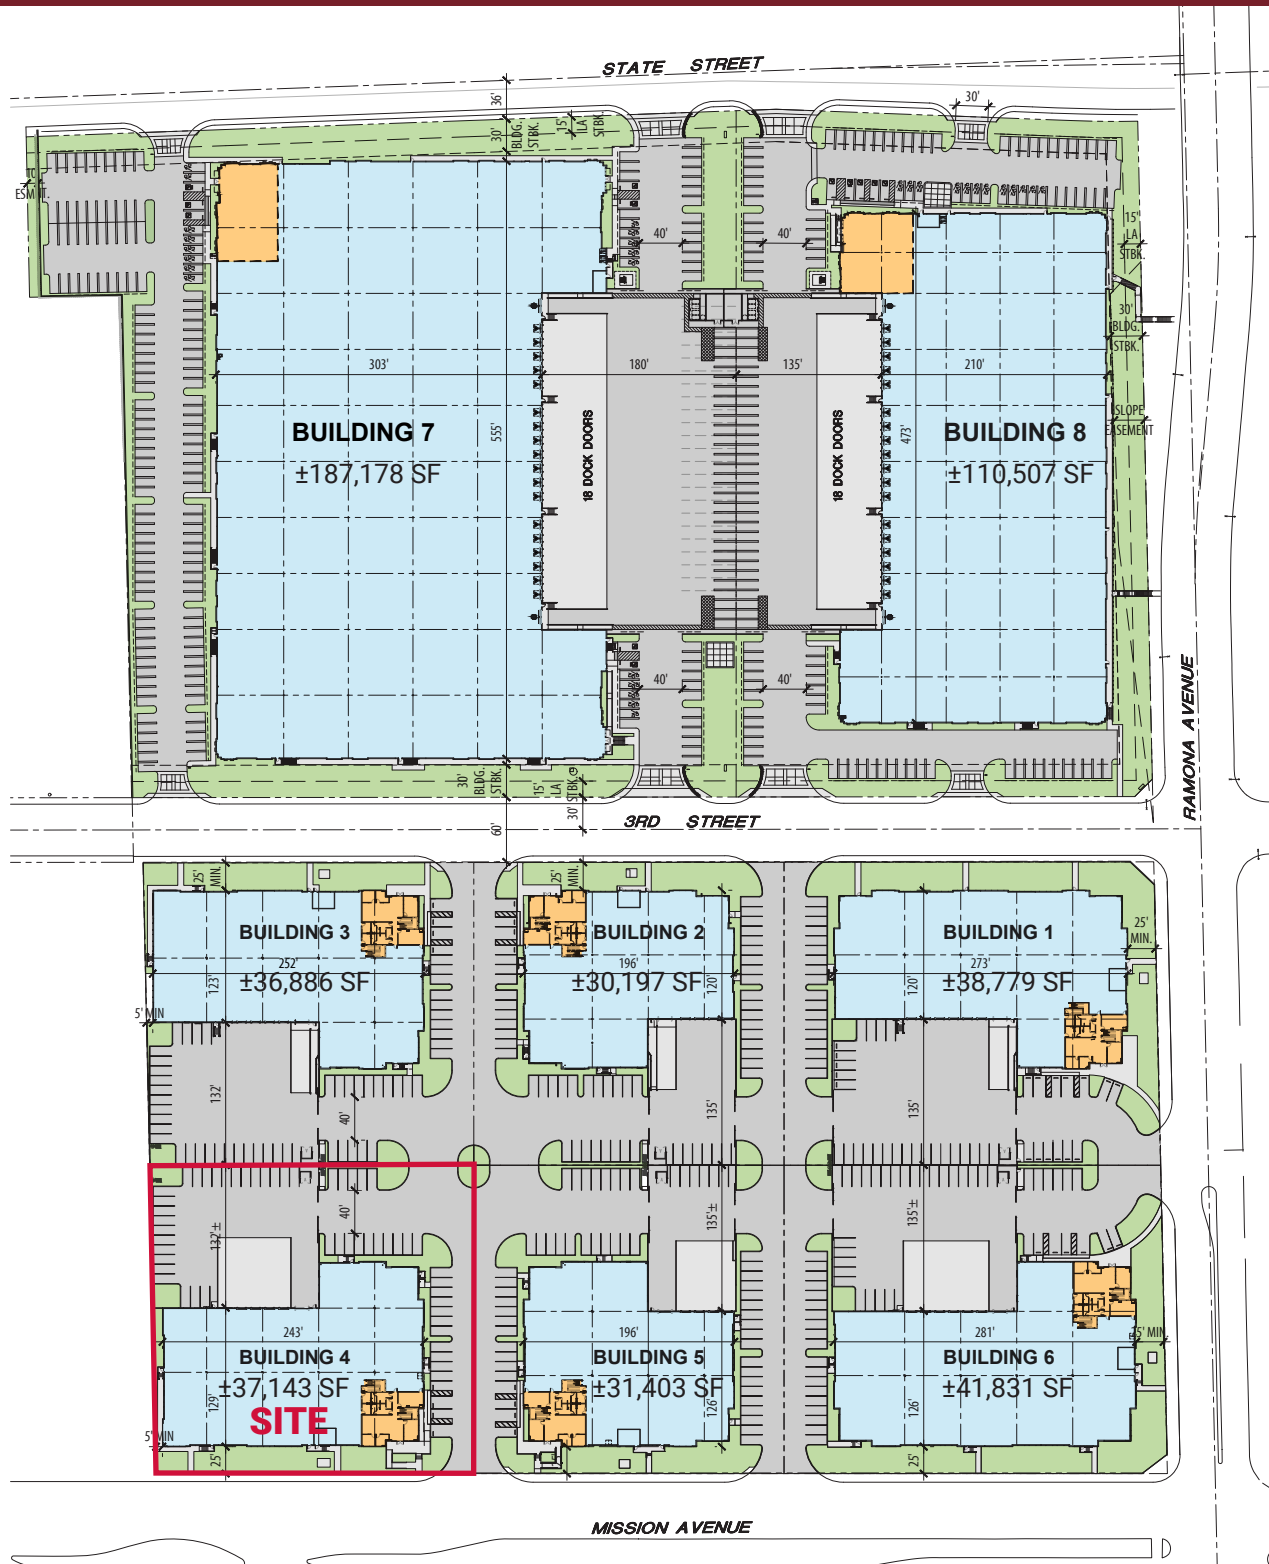 STATE STREET
36'
30'
BLDG.
STBK.
15'
LA
STBK.
30'
ESMT.
40'
40'
15'
LA
STBK.
30'
BLDG.
STBK.
303'
180'
135'
210'
SLOPE
EASEMENT
BUILDING 7
±187,178 SF
555'
18 DOCK DOORS
18 DOCK DOORS
473'
BUILDING 8
±110,507 SF
40'
40'
RAMONA AVENUE
30'
BLDG.
STBK.
15'
LA
STBK.
30'
60'
3RD STREET
25'
MIN.
25'
MIN.
25'
MIN.
BUILDING 3
252'
±36,886 SF
123'
BUILDING 2
196'
±30,197 SF
120'
BUILDING 1
273'
±38,779 SF
120'
5' MIN
132'
40'
135'
135'
132'±
40'
135'±
135'±
243'
BUILDING 4
±37,143 SF
129'
SITE
5' MIN
25'
196'
BUILDING 5
±31,403 SF
126'
281'
BUILDING 6
±41,831 SF
126'
25' MIN
25'
MISSION AVENUE